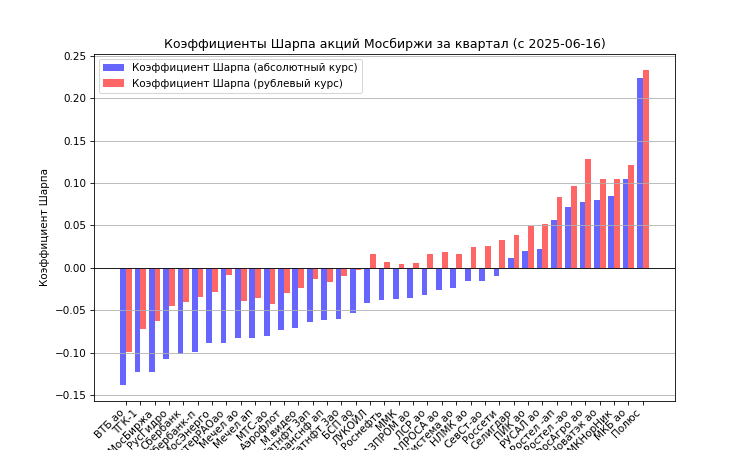 Коэффициенты Шарпа акций Мосбиржи за квартал (с 2025-06-16)
Коэффициент Шарпа (абсолютный курс)
Коэффициент Шарпа (рублевый курс)
Коэффициент Шарпа
0.25
0.20
0.15
0.10
0.05
0.00
−0.05
−0.10
−0.15
ВТБ ао
ТГК-1
МосБиржа
РусГидро
Сбербанк
Сбербанк-п
МосЭнерго
Мечел ао
Мечел ап
МТС-ао
Аэрофлот
М.видео
БСП ао
ЛУКОЙЛ
Роснефть
ММК
ЛСР ао
НЛМК ао
СевСт-ао
Россети
Селигдар
ПИК ао
РУСАЛ ао
Ростел -ап
Ростел -ао
МКБ ао
Полюс